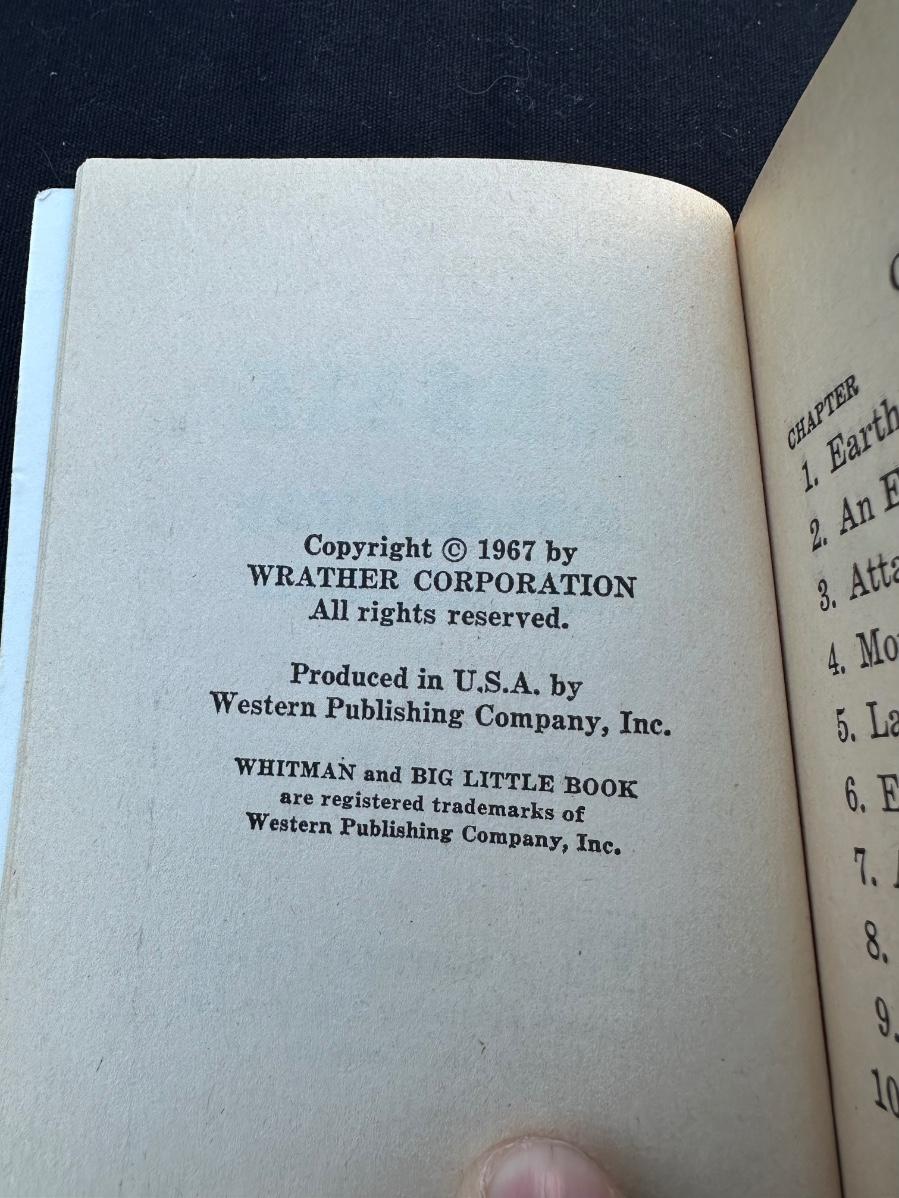 Copyright © 1967 by
WRATHER CORPORATION
All rights reserved.
Produced in U.S.A. by
Western Publishing Company, Inc.
WHITMAN and BIG LITTLE BOOK
are registered trademarks of
Western Publishing Company, Inc.
CHAPTER
1. Earth
2. An E
3. Atta
4. Mo
5. La
6. E
7.
8.
9.
10